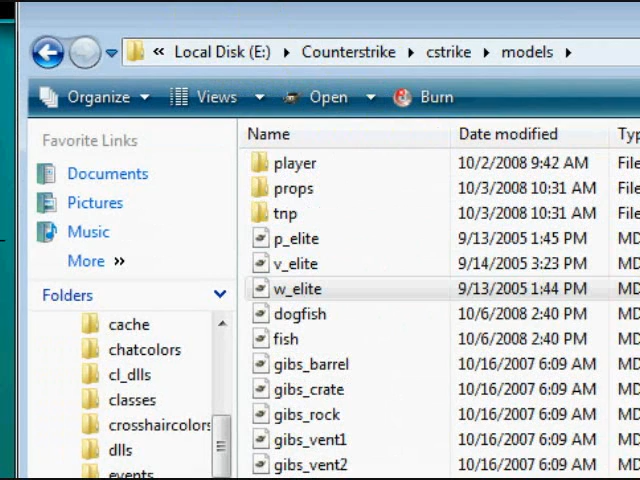 « Local Disk (E:) ▸ Counterstrike ▸ cstrike ▸ models ▸
Organize Views Open Burn
Favorite Links
Documents
Pictures
Music
More »
Folders
cache
chatcolors
cl_dlls
classes
crosshaircolors
dlls
events
Name Date modified Typ
player 10/2/2008 9:42 AM File
props 10/3/2008 10:31 AM File
tnp 10/3/2008 10:31 AM File
p_elite 9/13/2005 1:45 PM MD
v_elite 9/14/2005 3:23 PM MD
w_elite 9/13/2005 1:44 PM MD
dogfish 10/6/2008 2:40 PM MD
fish 10/6/2008 2:40 PM MD
gibs_barrel 10/16/2007 6:09 AM MD
gibs_crate 10/16/2007 6:09 AM MD
gibs_rock 10/16/2007 6:09 AM MD
gibs_vent1 10/16/2007 6:09 AM MD
gibs_vent2 10/16/2007 6:09 AM MD